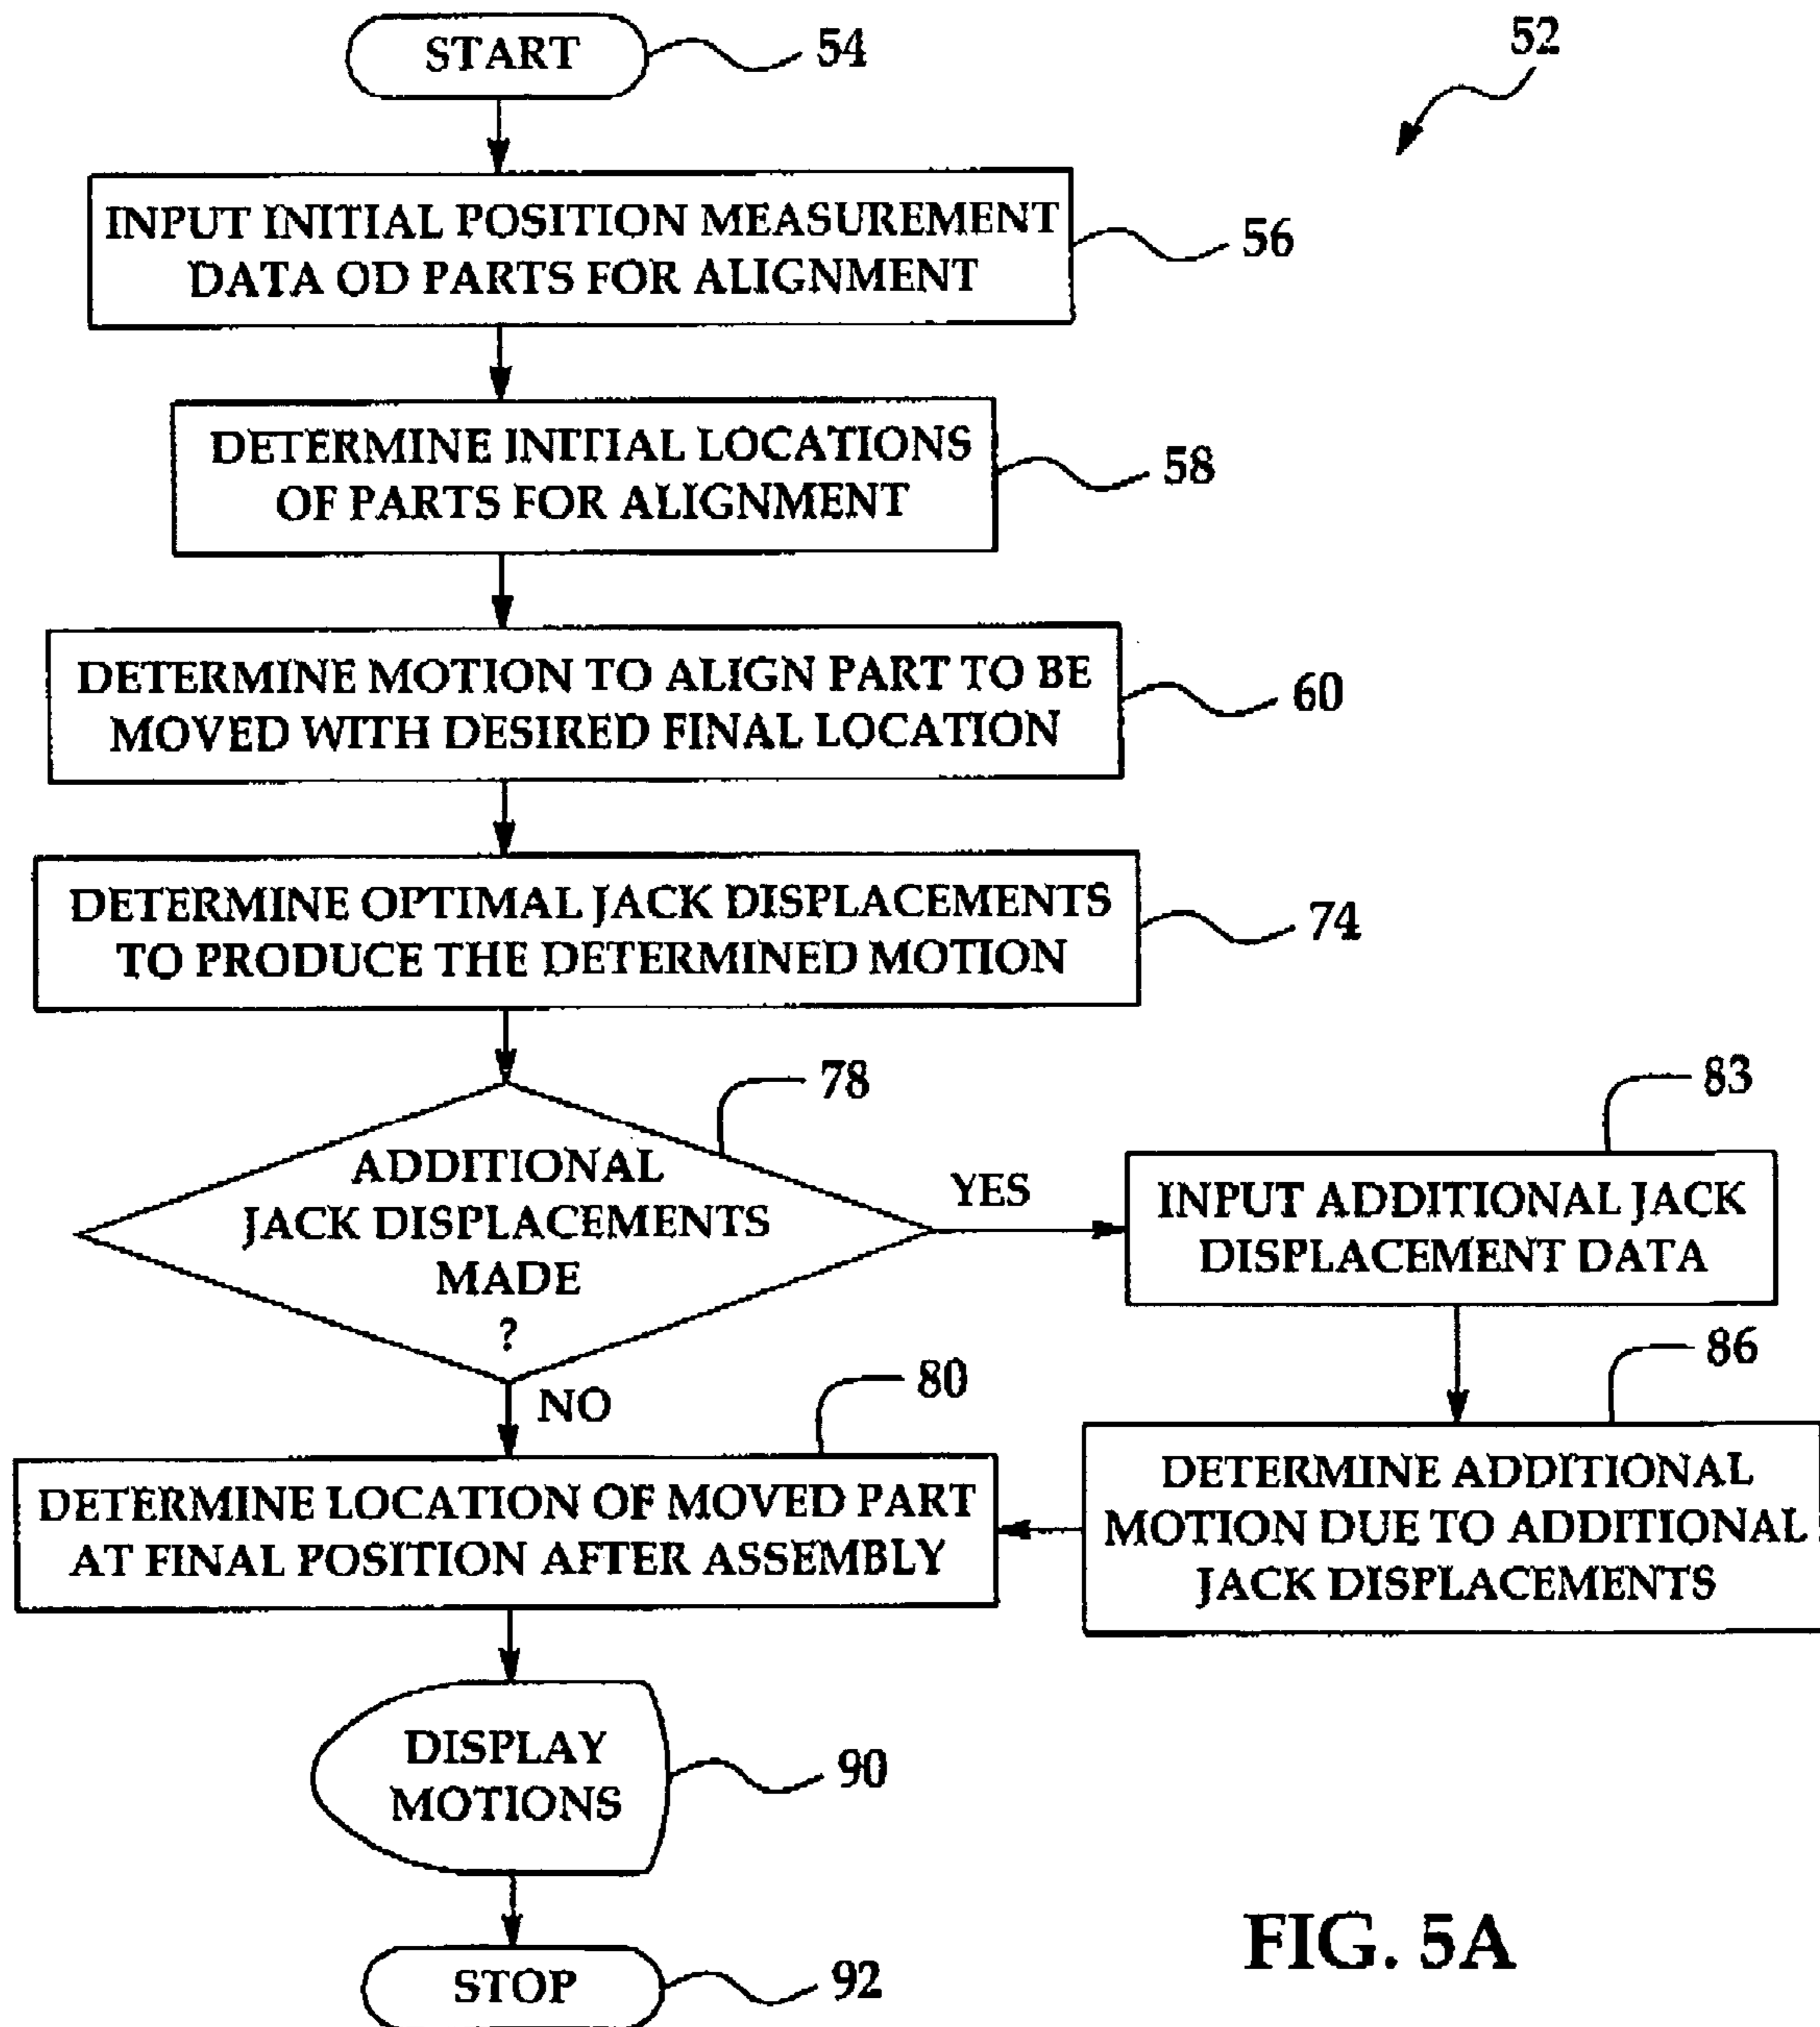 START
54
52
INPUT INITIAL POSITION MEASUREMENT
DATA OD PARTS FOR ALIGNMENT
56
DETERMINE INITIAL LOCATIONS
OF PARTS FOR ALIGNMENT
58
DETERMINE MOTION TO ALIGN PART TO BE
MOVED WITH DESIRED FINAL LOCATION
60
DETERMINE OPTIMAL JACK DISPLACEMENTS
TO PRODUCE THE DETERMINED MOTION
74
ADDITIONAL
JACK DISPLACEMENTS
MADE
?
78
YES
NO
INPUT ADDITIONAL JACK
DISPLACEMENT DATA
83
DETERMINE ADDITIONAL
MOTION DUE TO ADDITIONAL
JACK DISPLACEMENTS
86
DETERMINE LOCATION OF MOVED PART
AT FINAL POSITION AFTER ASSEMBLY
80
DISPLAY
MOTIONS
90
STOP
92
FIG. 5A